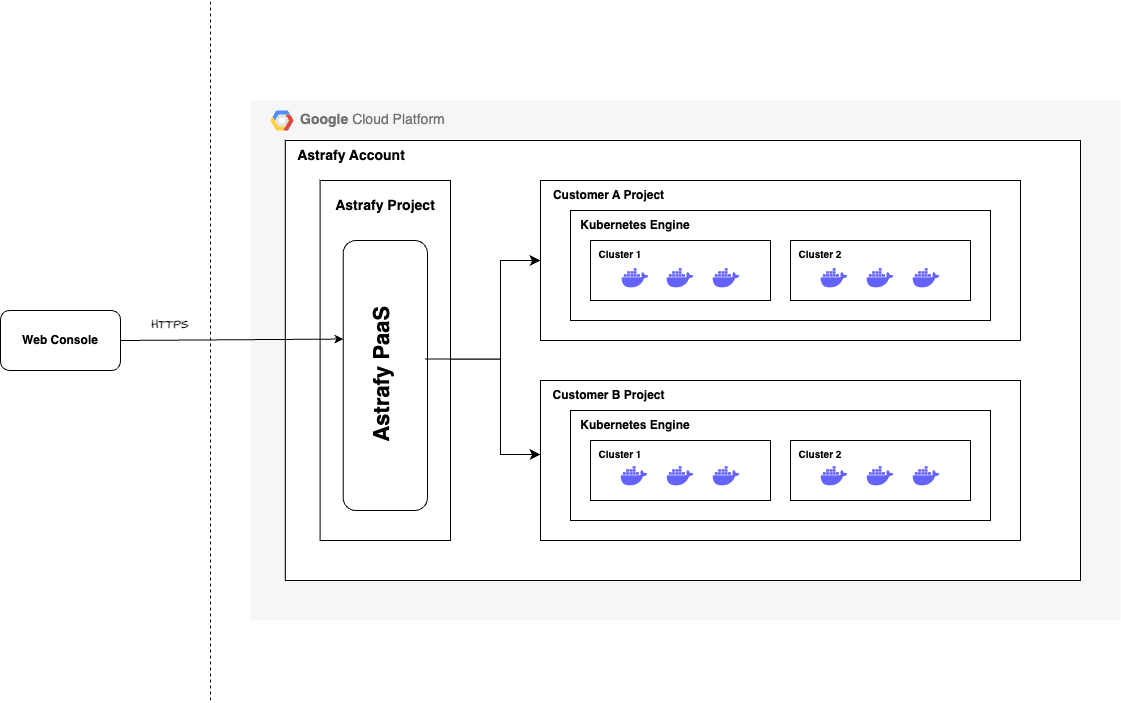 Google Cloud Platform
Astrafy Account
Astrafy Project
Astrafy PaaS
Web Console
HTTPS
Customer A Project
Kubernetes Engine
Cluster 1
Cluster 2
Customer B Project
Kubernetes Engine
Cluster 1
Cluster 2